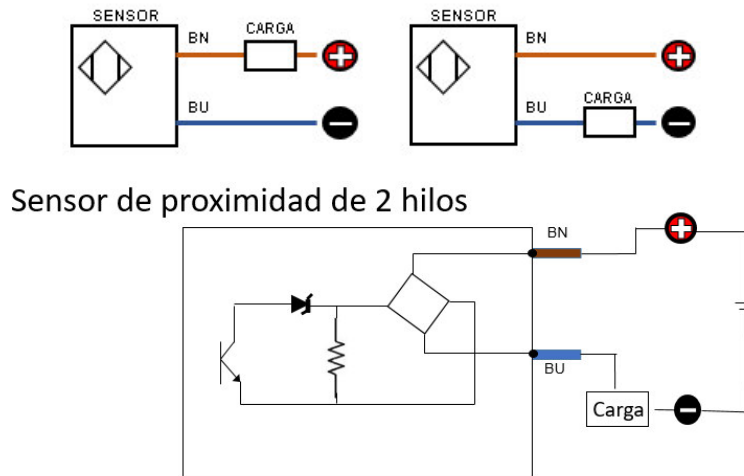 SENSOR
BN
CARGA
BU
SENSOR
BN
BU
CARGA
Sensor de proximidad de 2 hilos
BN
BU
Carga